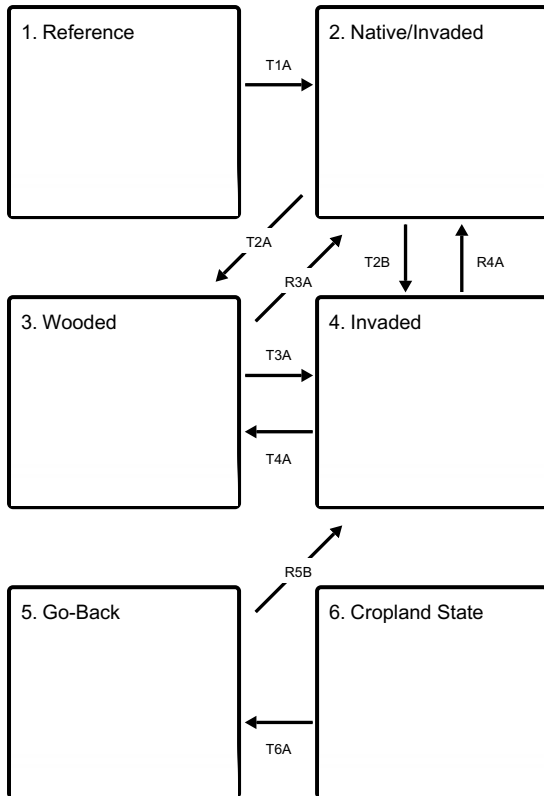 1. Reference
2. Native/Invaded
T1A
T2A
R3A
T2B
R4A
3. Wooded
4. Invaded
T3A
T4A
R5B
5. Go-Back
6. Cropland State
T6A